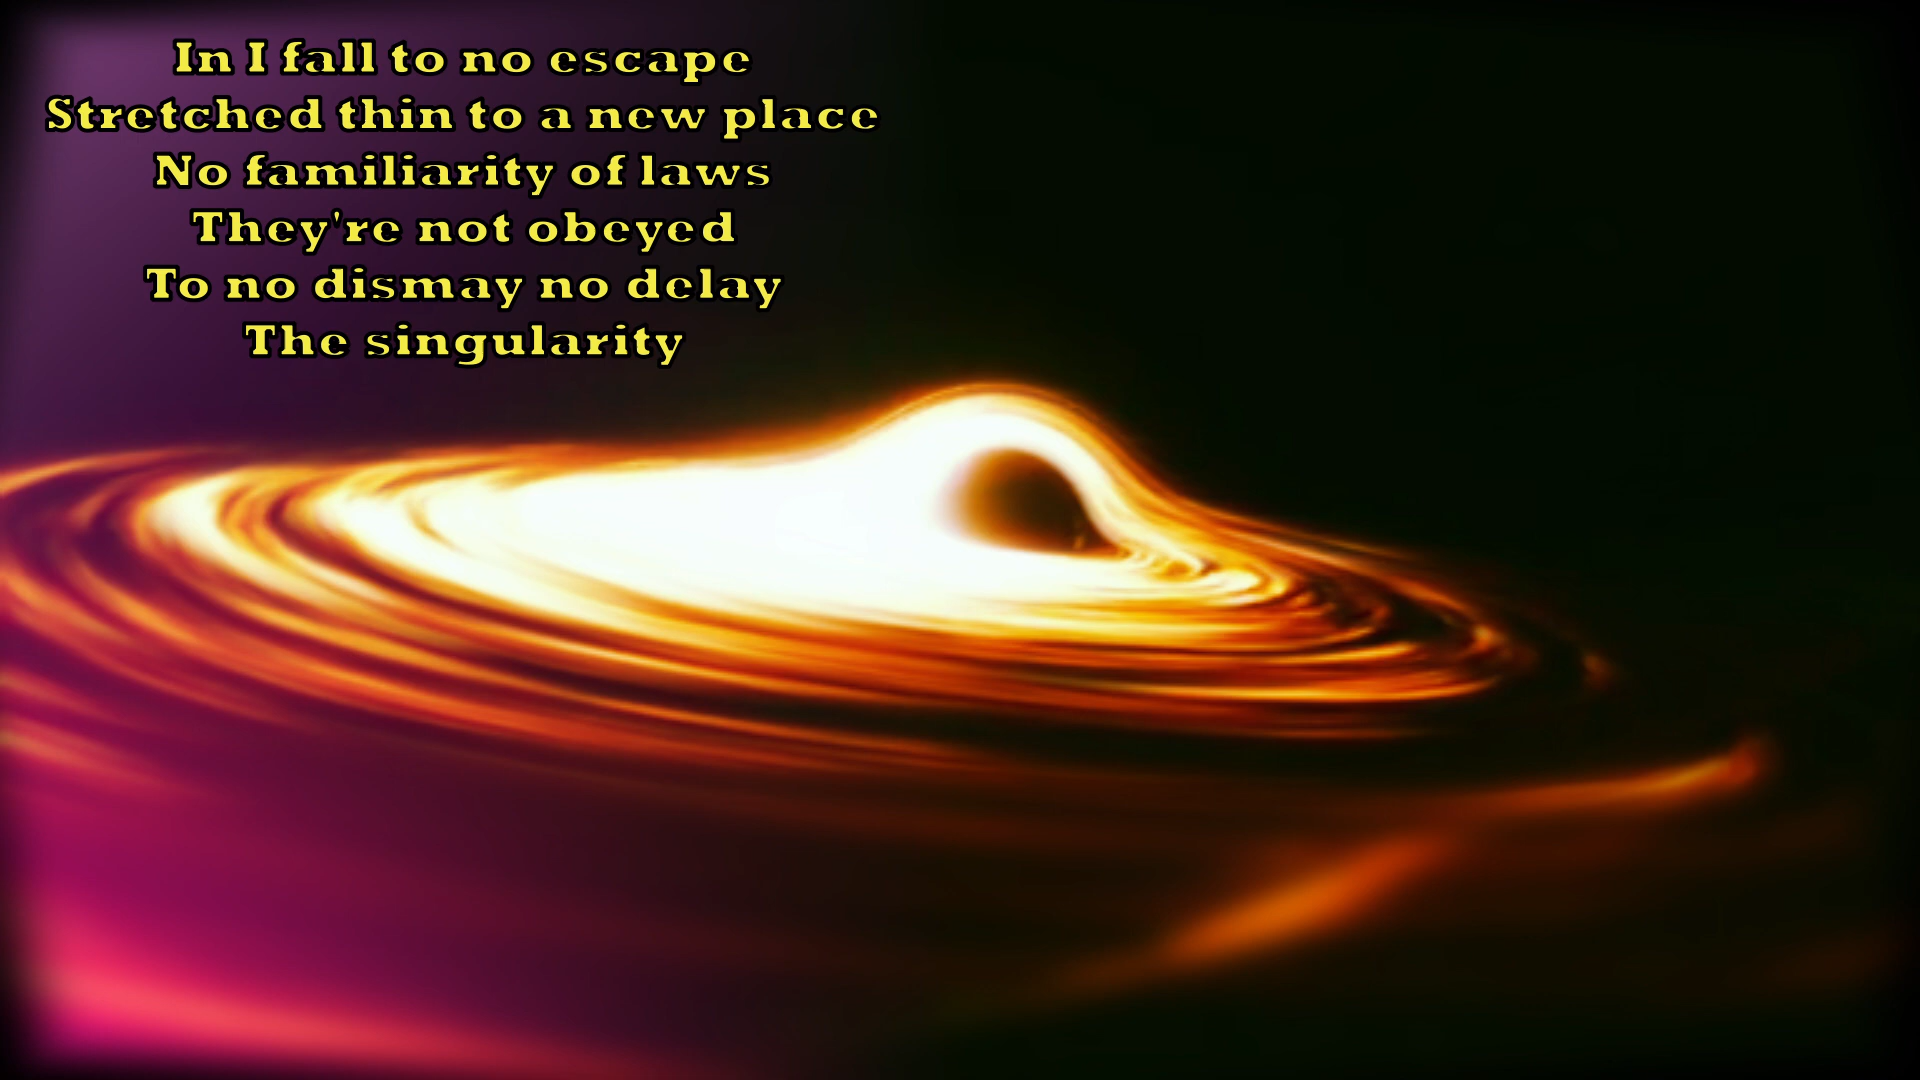 In I fall to no escape
Stretched thin to a new place
No familiarity of laws
They're not obeyed
To no dismay no delay
The singularity